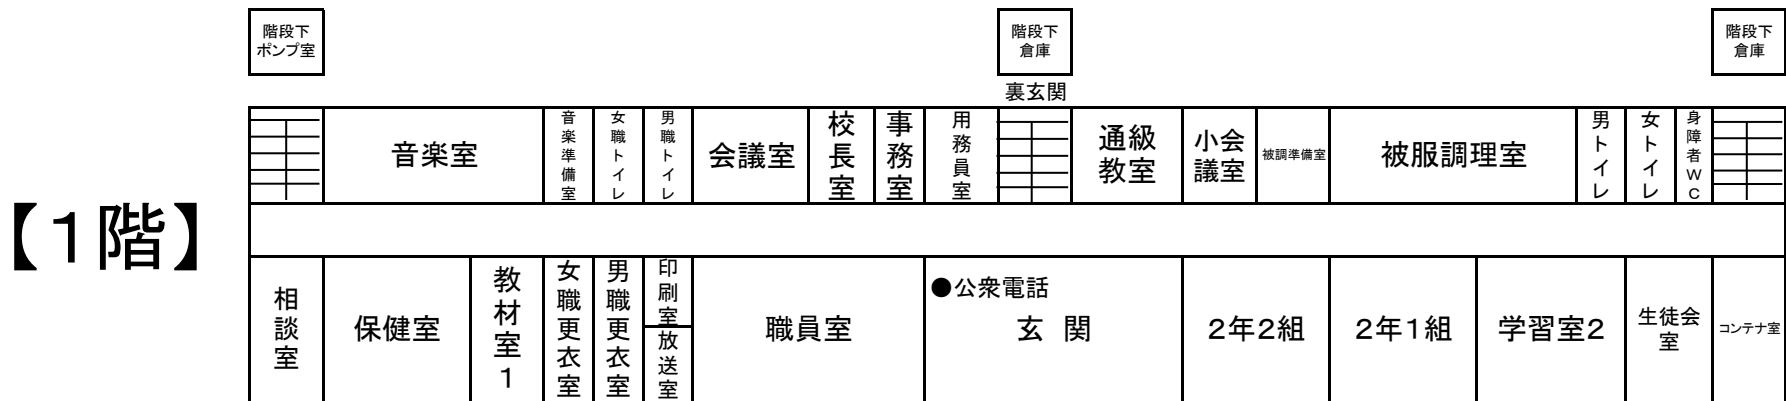 階段下
ポンプ室
階段下
倉庫
階段下
倉庫
裏玄関
音楽室
音楽準備室
女職トイレ
男職トイレ
会議室
校長室
事務室
用務員室
通級
教室
小会
議室
被調準備室
被服調理室
男トイレ
女トイレ
身障者WC
【1階】
相談室
保健室
教材室1
女職更衣室
男職更衣室
印刷室
放送室
職員室
●公衆電話
玄 関
2年2組
2年1組
学習室2
生徒会
室
コンテナ室